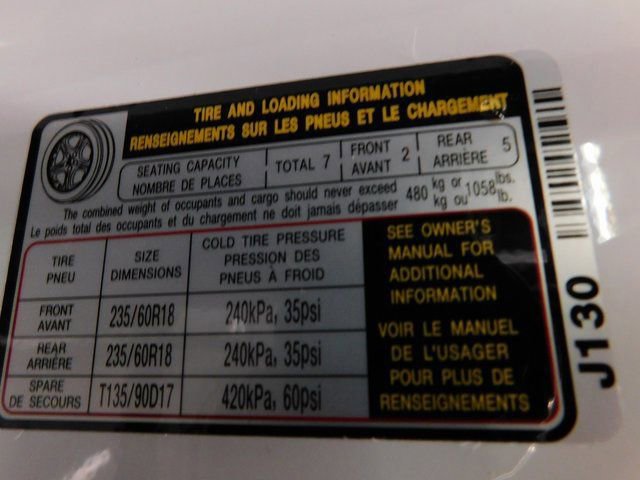 TIRE AND LOADING INFORMATION
RENSEIGNEMENTS SUR LES PNEUS ET LE CHARGEMENT
SEATING CAPACITY
NOMBRE DE PLACES
TOTAL 7
FRONT
AVANT 2
REAR
ARRIÈRE 5
The combined weight of occupants and cargo should never exceed 480 kg or 1058 lbs.
Le poids total des occupants et du chargement ne doit jamais dépasser kg ou lb.
TIRE
PNEU
SIZE
DIMENSIONS
COLD TIRE PRESSURE
PRESSION DES
PNEUS À FROID
FRONT
AVANT
235/60R18
240kPa, 35psi
REAR
ARRIÈRE
235/60R18
240kPa, 35psi
SPARE
DE SECOURS
T135/90D17
420kPa, 60psi
SEE OWNER'S
MANUAL FOR
ADDITIONAL
INFORMATION
VOIR LE MANUEL
DE L'USAGER
POUR PLUS DE
RENSEIGNEMENTS
J130